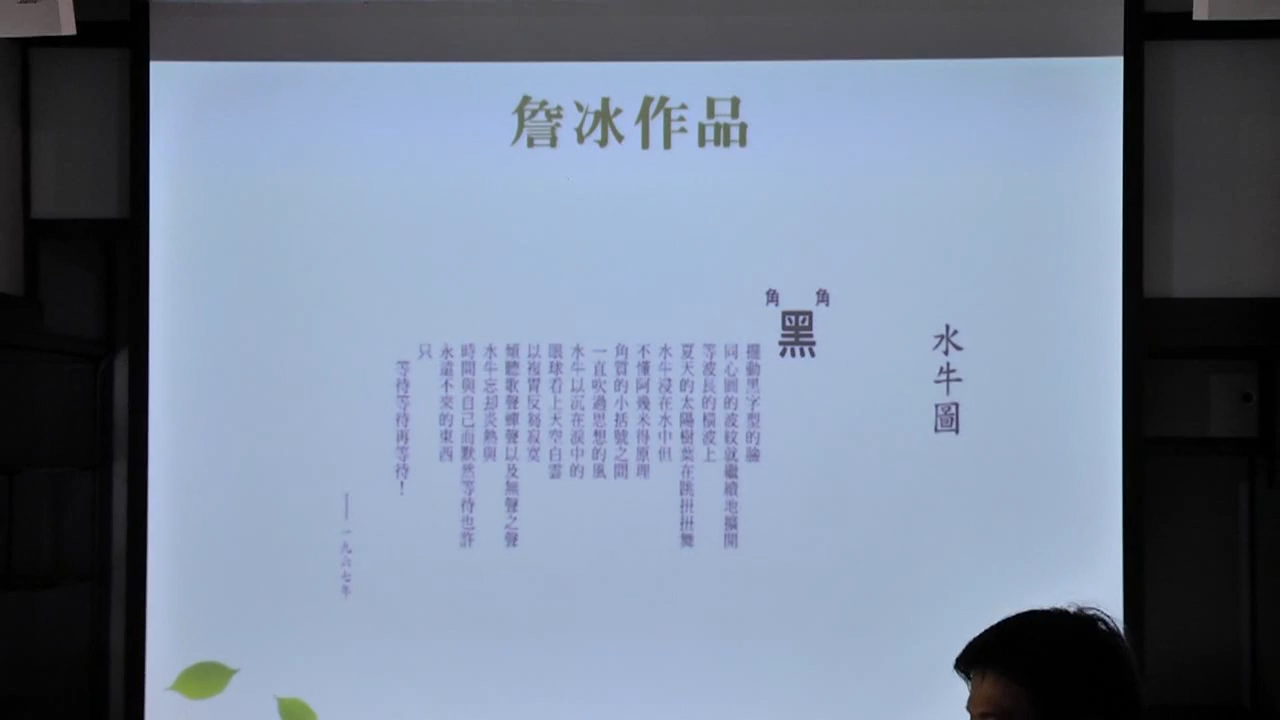 詹冰作品
水牛圖
角 角
黑
擺動黑字型的臉
同心圓的波紋就繼續地擴開
等波長的橫波上
夏天的太陽樹葉在跳扭扭舞
水牛浸在水中但
不懂阿幾米得原理
角質的小括號之間
一直吹過思想的風
水牛以沉在淚中的
眼球看上天空白雲
以複胃反芻寂寞
傾聽歌聲蟬聲以及無聲之聲
水牛忘却炎熱與
時間與自己而默然等待也許
永遠不來的東西
只
等待等待再等待！
——一九六七年